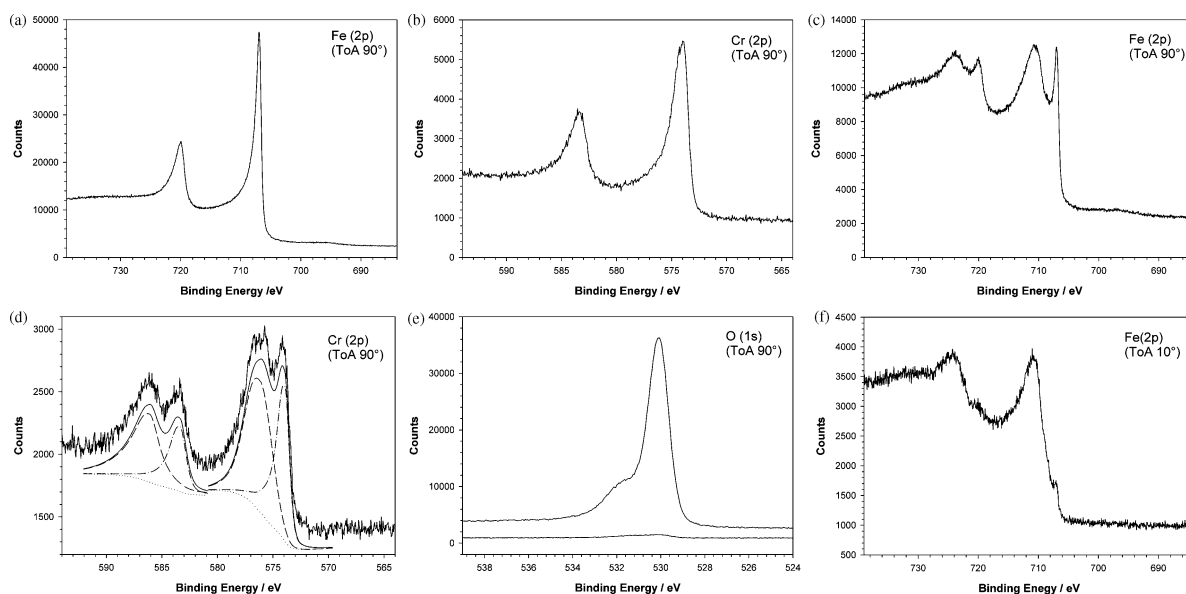 (a)
Fe (2p)
(ToA 90°)
50000
40000
30000
20000
10000
0
Counts
730 720 710 700 690
Binding Energy /eV
(b)
Cr (2p)
(ToA 90°)
6000
5000
4000
3000
2000
1000
0
Counts
590 585 580 575 570 565
Binding Energy / eV
(c)
Fe (2p)
(ToA 90°)
14000
12000
10000
8000
6000
4000
2000
0
Counts
730 720 710 700 690
Binding Energy / eV
(d)
Cr (2p)
(ToA 90°)
3000
2700
2400
2100
1800
1500
Counts
590 585 580 575 570 565
Binding Energy / eV
(e)
O (1s)
(ToA 90°)
40000
30000
20000
10000
0
Counts
538 536 534 532 530 528 526 524
Binding Energy / eV
(f)
Fe(2p)
(ToA 10°)
4500
4000
3500
3000
2500
2000
1500
1000
500
Counts
730 720 710 700 690
Binding Energy / eV